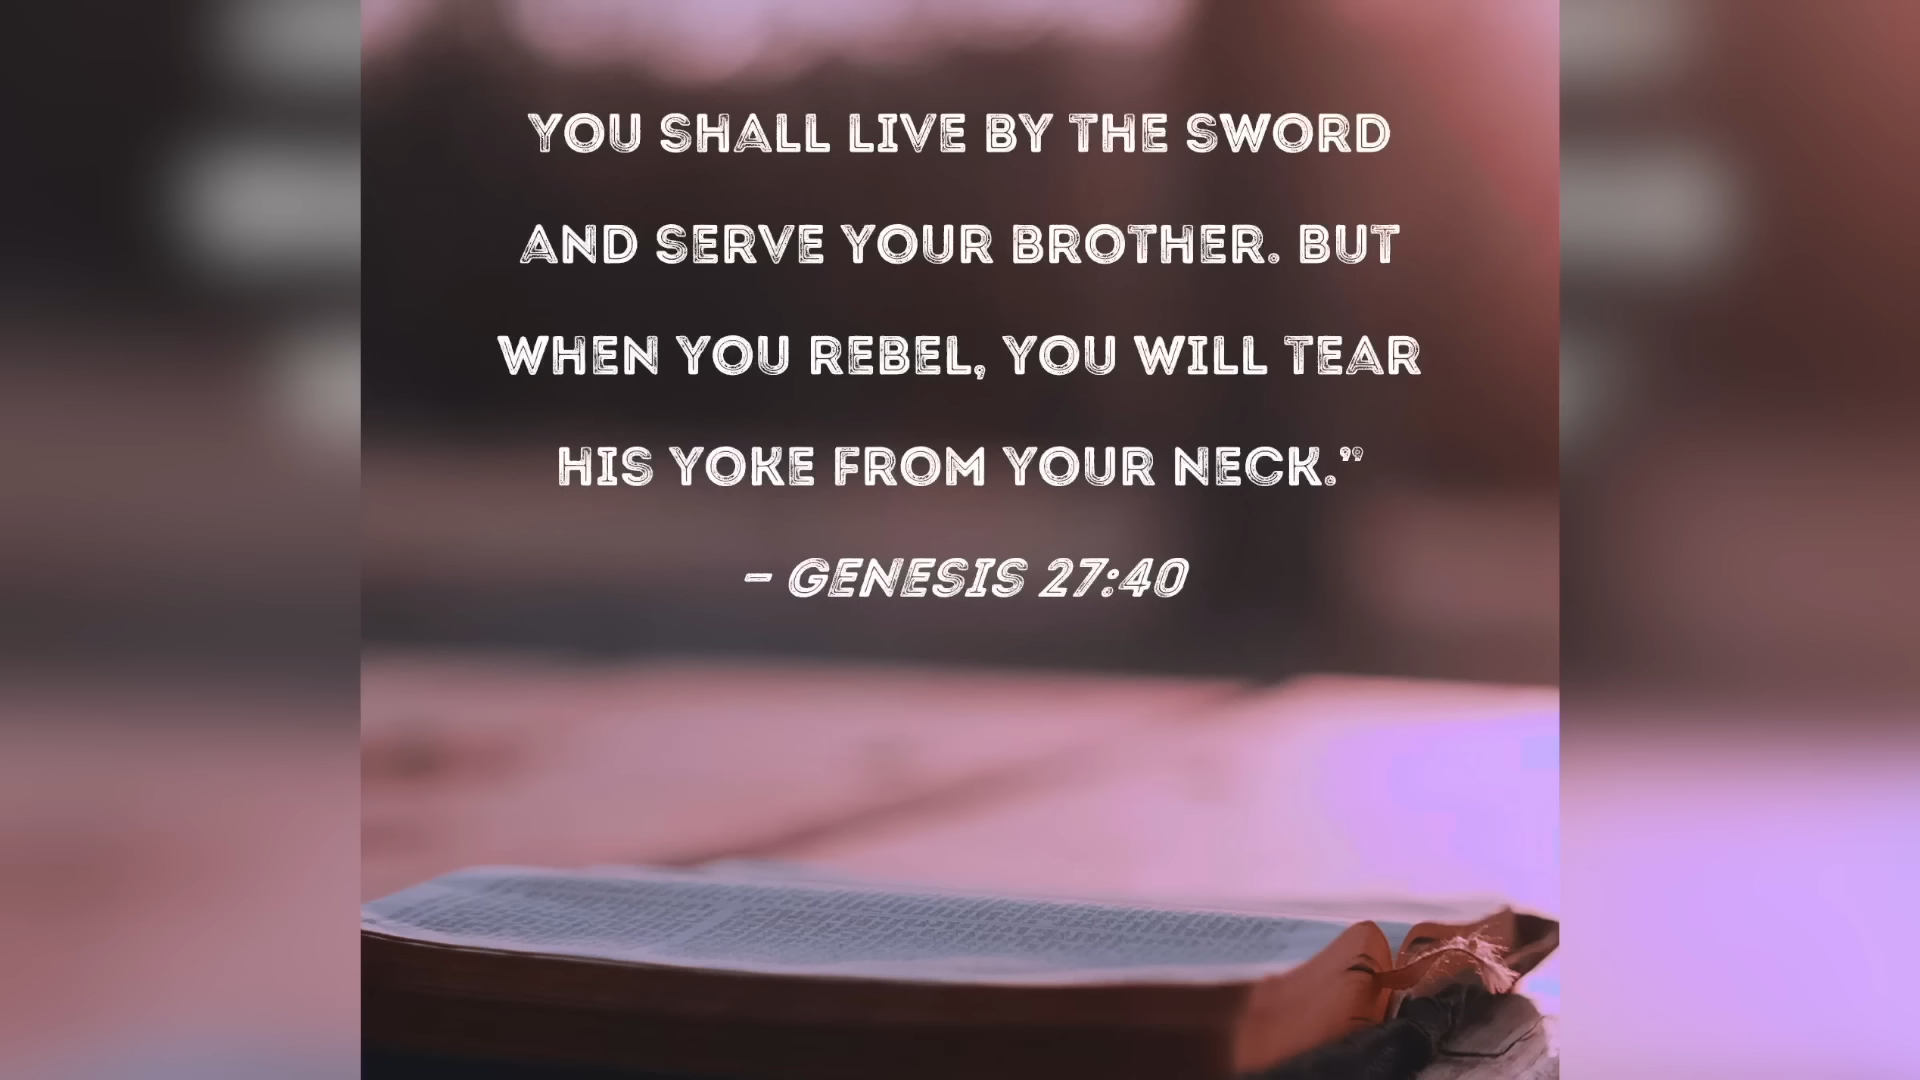 YOU SHALL LIVE BY THE SWORD
AND SERVE YOUR BROTHER. BUT
WHEN YOU REBEL, YOU WILL TEAR
HIS YOKE FROM YOUR NECK.”
- GENESIS 27:40